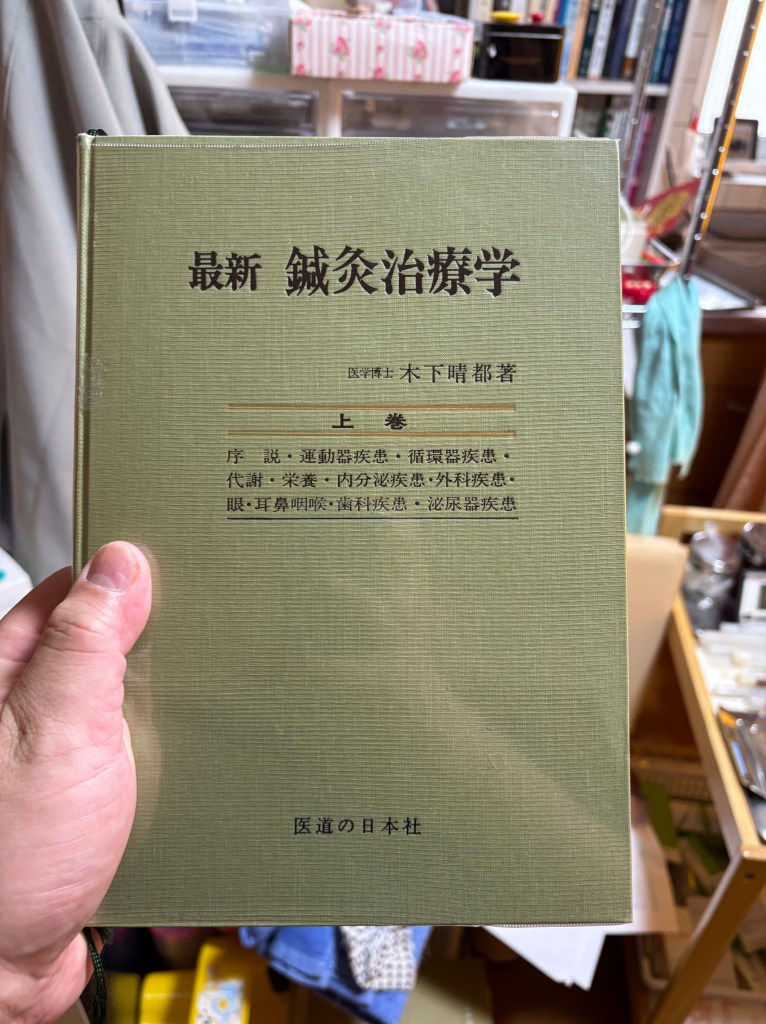 最新 鍼灸治療学
医学博士 木下晴都著
上巻
序説・運動器疾患・循環器疾患・
代謝・栄養・内分泌疾患・外科疾患・
眼・耳鼻咽喉・歯科疾患・泌尿器疾患
医道の日本社